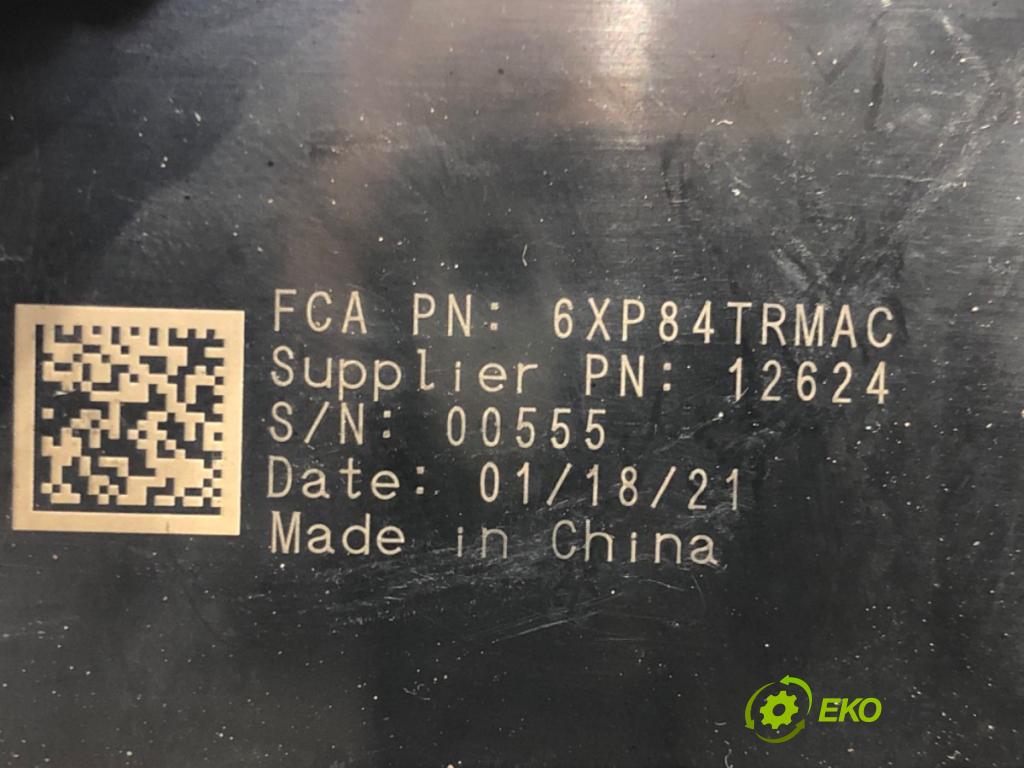 FCA PN: 6XP84TRMAC
Supplier PN: 12624
S/N: 00555
Date: 01/18/21
Made in China
EKO